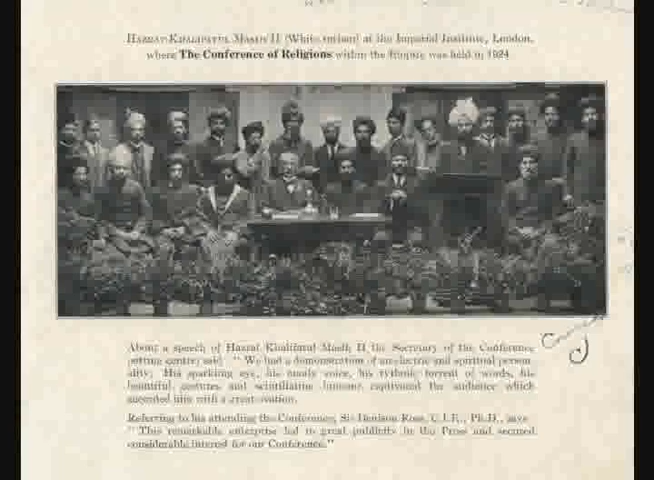 HAZRAT KHALIFATUL MASIH II (White turban) at the Imperial Institute, London,
where The Conference of Religions within the Empire was held in 1924
About a speech of Hazrat Khalifatul Masih II the Secretary of the Conference
(sitting centre) said: "We had a demonstration of an electric and spiritual person-
ality. His sparkling eye, his manly voice, his rythmic torrent of words, his
beautiful gestures and scintillating humour captivated the audience which
augented him with a great ovation.
Referring to his attending the Conference, Sir Denison Ross, C.I.E., Ph.D., says
"This remarkable enterprise led to great publicity in the Press and secured
considerable interest for our Conference."